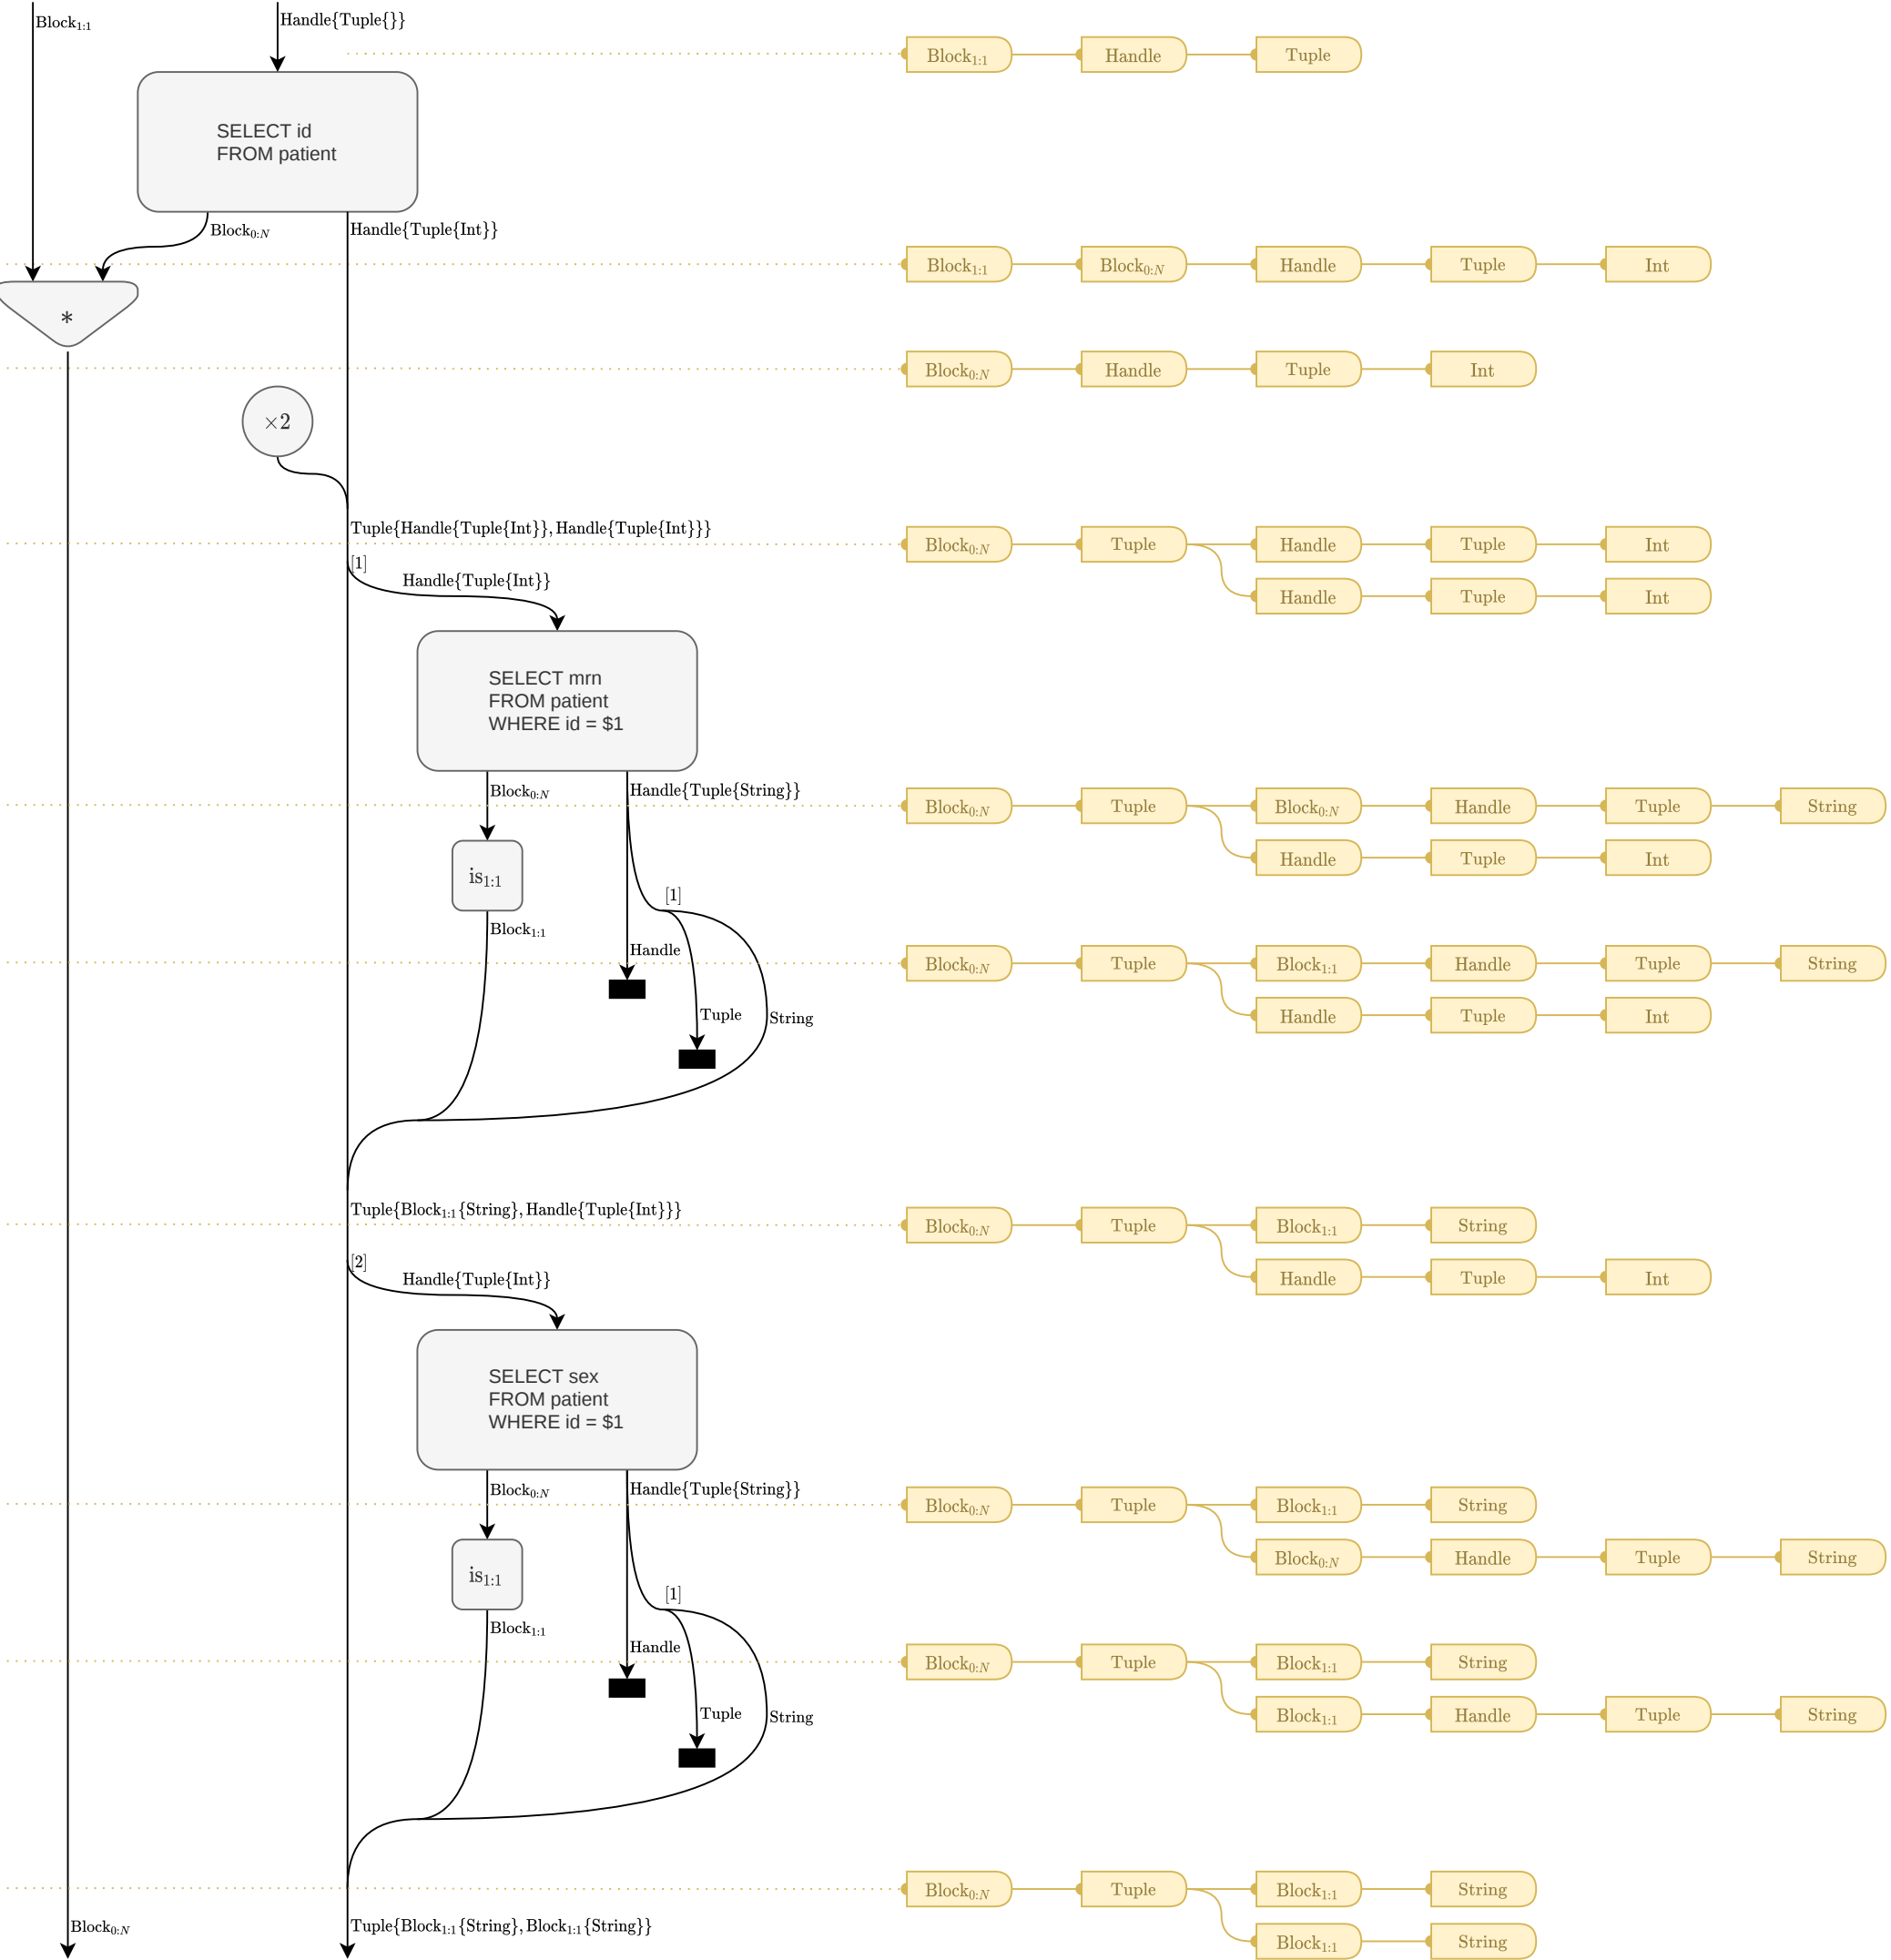 Block₁:₁
Handle{Tuple{}}
Block₁:₁ Handle Tuple
SELECT id
FROM patient
Block₀:N
Handle{Tuple{Int}}
Block₁:₁ Block₀:N Handle Tuple Int
*
Block₀:N Handle Tuple Int
×2
Tuple{Handle{Tuple{Int}}, Handle{Tuple{Int}}}
Block₀:N Tuple Handle Tuple Int
[1]
Handle{Tuple{Int}}
Handle Tuple Int
SELECT mrn
FROM patient
WHERE id = $1
Block₀:N
Handle{Tuple{String}}
Block₀:N Tuple Block₀:N Handle Tuple String
Handle Tuple Int
is₁:₁
[1]
Block₁:₁
Handle
Block₀:N Tuple Block₁:₁ Handle Tuple String
Handle Tuple Int
Tuple
String
Tuple{Block₁:₁{String}, Handle{Tuple{Int}}}
Block₀:N Tuple Block₁:₁ String
[2]
Handle{Tuple{Int}}
Handle Tuple Int
SELECT sex
FROM patient
WHERE id = $1
Block₀:N
Handle{Tuple{String}}
Block₀:N Tuple Block₁:₁ String
Block₀:N Handle Tuple String
is₁:₁
[1]
Block₁:₁
Handle
Block₀:N Tuple Block₁:₁ String
Block₁:₁ Handle Tuple String
Tuple
String
Block₀:N Tuple Block₁:₁ String
Block₀:N
Tuple{Block₁:₁{String}, Block₁:₁{String}}
Block₁:₁ String